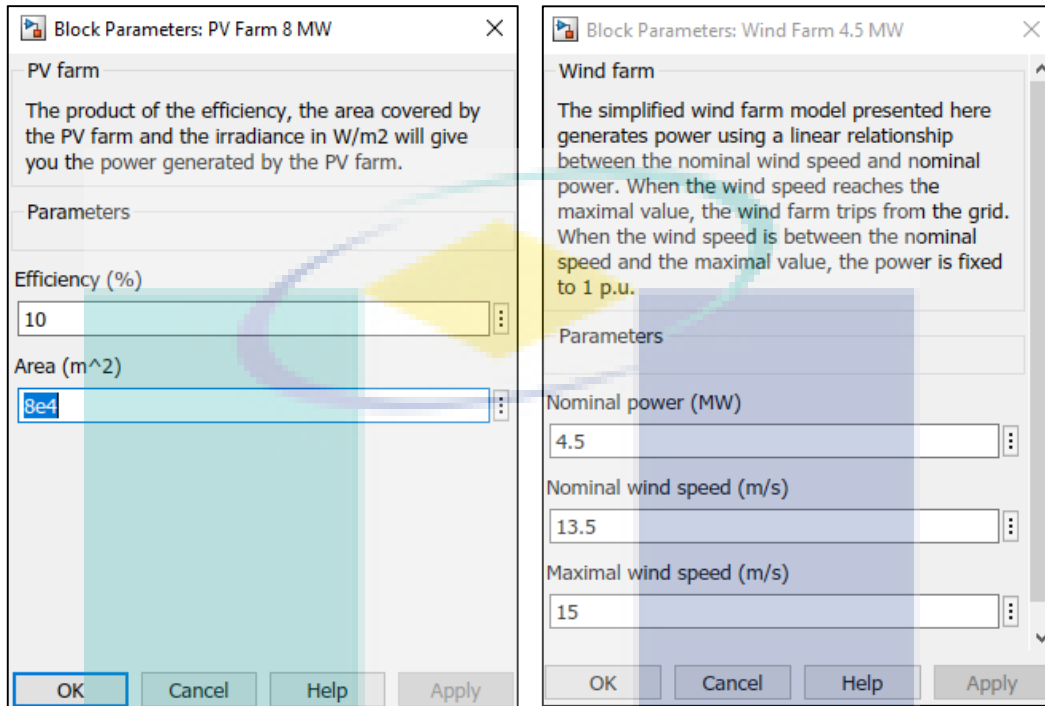 Block Parameters: PV Farm 8 MW
PV farm
The product of the efficiency, the area covered by
the PV farm and the irradiance in W/m2 will give
you the power generated by the PV farm.
Parameters
Efficiency (%)
10
Area (m^2)
8e4
OK Cancel Help Apply
Block Parameters: Wind Farm 4.5 MW
Wind farm
The simplified wind farm model presented here
generates power using a linear relationship
between the nominal wind speed and nominal
power. When the wind speed reaches the
maximal value, the wind farm trips from the grid.
When the wind speed is between the nominal
speed and the maximal value, the power is fixed
to 1 p.u.
Parameters
Nominal power (MW)
4.5
Nominal wind speed (m/s)
13.5
Maximal wind speed (m/s)
15
OK Cancel Help Apply